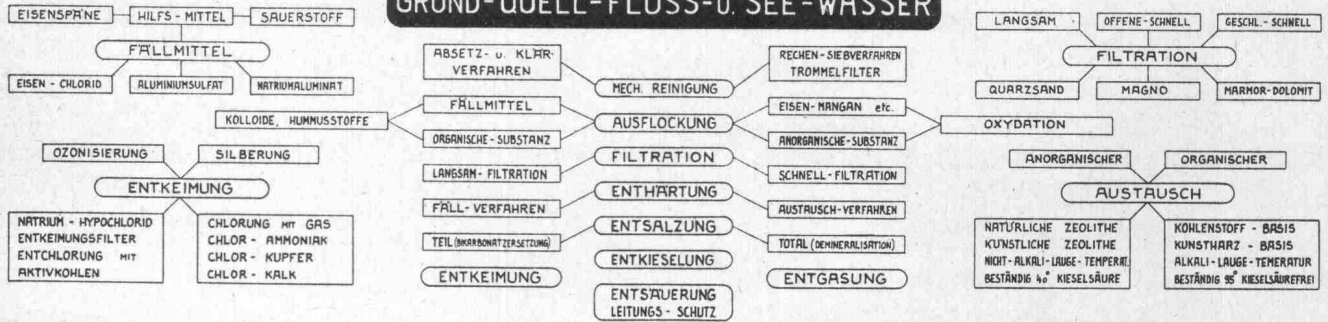 GRUND-QUELL-FLUSS-U. SEE-WASSER
EISENSPÄNE
HILFS-MITTEL
SAUERSTOFF
FÄLLMITTEL
EISEN-CHLORID
ALUMINIUMSULFAT
NATRIUMALUMINAT
KOLLOIDE, HUMMUSSTOFFE
OZONISIERUNG
SILBERUNG
ENTKEIMUNG
NATRIUM-HYPOCHLORID
ENTKEIMUNGSFILTER
ENTCHLORUNG MIT
AKTIVKOHLEN
CHLORUNG MIT GAS
CHLOR-AMMONIAK
CHLOR-KUPFER
CHLOR-KALK
ABSETZ- U. KLÄR-
VERFAHREN
FÄLLMITTEL
ORGANISCHE-SUBSTANZ
LANGSAM-FILTRATION
FÄLL-VERFAHREN
TEIL (BIKARBONATZERSETZUNG)
ENTKEIMUNG
MECH. REINIGUNG
AUSFLOCKUNG
FILTRATION
ENTHÄRTUNG
ENTSALZUNG
ENTKIESELUNG
ENTSÄUERUNG
LEITUNGS-SCHUTZ
RECHEN-SIEBVERFAHREN
TROMMELFILTER
EISEN-MANGAN etc.
ANORGANISCHE-SUBSTANZ
SCHNELL-FILTRATION
AUSTAUSCH-VERFAHREN
TOTAL (DEMINERALISATION)
ENTGASUNG
LANGSAM
OFFENE-SCHNELL
GESCHL.-SCHNELL
FILTRATION
QUARZSAND
MAGNO
MARMOR-DOLOMIT
OXYDATION
ANORGANISCHER
ORGANISCHER
AUSTAUSCH
NATÜRLICHE ZEOLITHE
KÜNSTLICHE ZEOLITHE
NICHT-ALKALI-LAUGE-TEMPERAT.
BESTÄNDIG 40° KIESELSÄURE
KOHLENSTOFF-BASIS
KUNSTHARZ-BASIS
ALKALI-LAUGE-TEMERATUR
BESTÄNDIG 95° KIESELSÄUREFREI